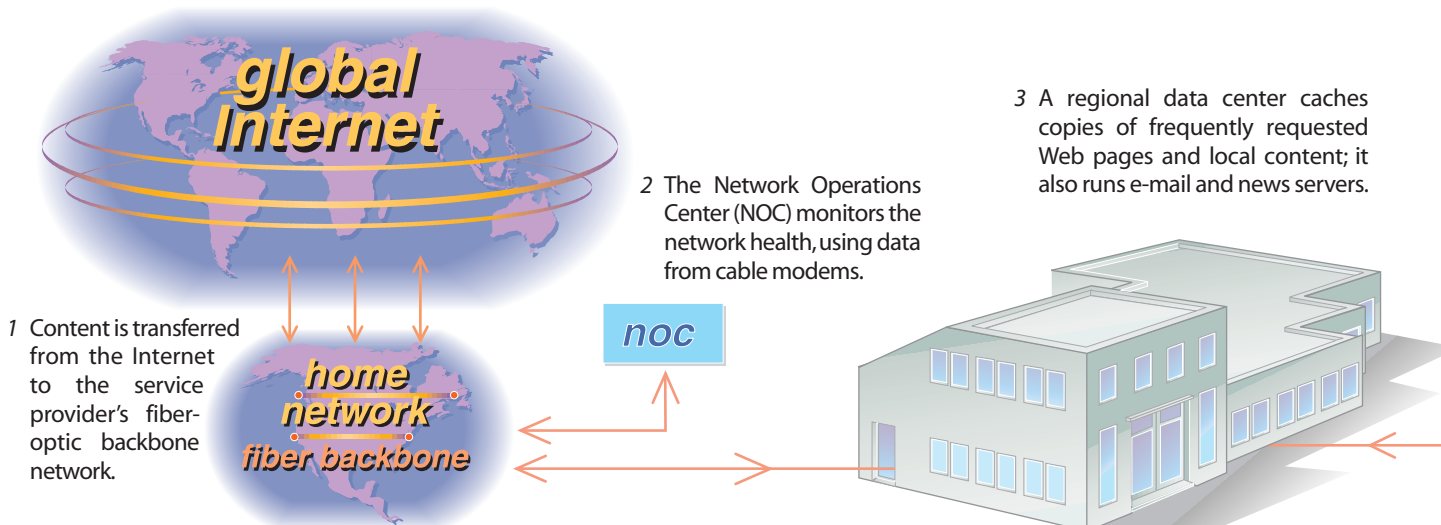 global
Internet
1 Content is transferred
from the Internet
to the service
provider's fiber-
optic backbone
network.
home
network
fiber backbone
2 The Network Operations
Center (NOC) monitors the
network health, using data
from cable modems.
noc
3 A regional data center caches
copies of frequently requested
Web pages and local content; it
also runs e-mail and news servers.